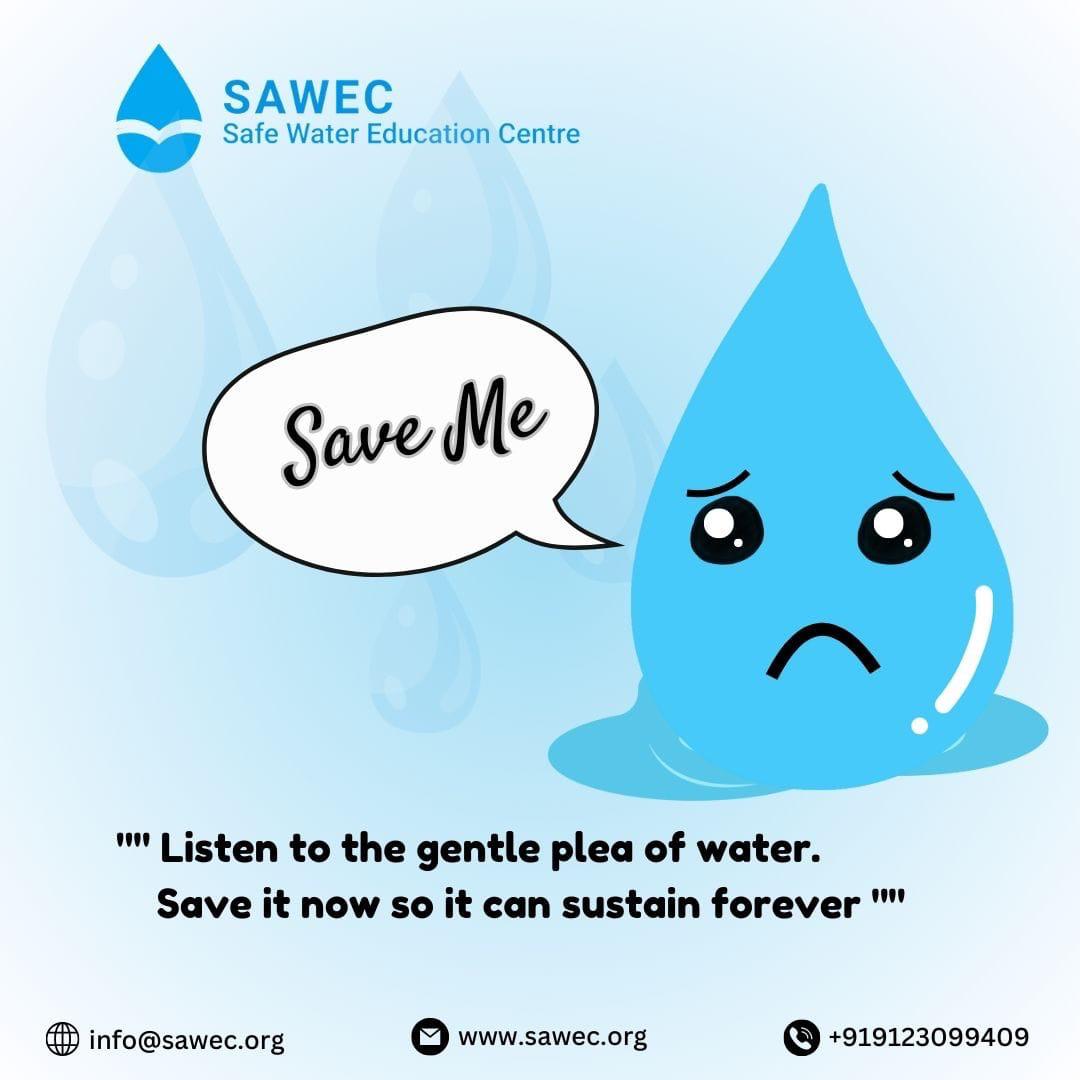 SAWEC
Safe Water Education Centre
Save Me
"" Listen to the gentle plea of water.
Save it now so it can sustain forever ""
info@sawec.org
www.sawec.org
+919123099409